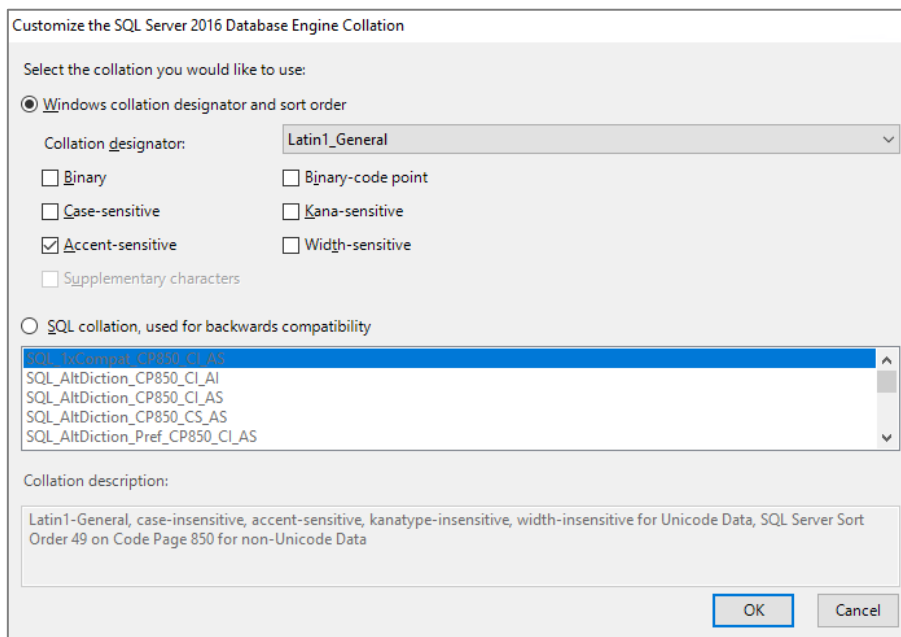 Customize the SQL Server 2016 Database Engine Collation
Select the collation you would like to use:
Windows collation designator and sort order
Collation designator: Latin1_General
Binary Binary-code point
Case-sensitive Kana-sensitive
Accent-sensitive Width-sensitive
Supplementary characters
SQL collation, used for backwards compatibility
SQL_1xCompat_CP850_CI_AS
SQL_AltDiction_CP850_CI_AI
SQL_AltDiction_CP850_CI_AS
SQL_AltDiction_CP850_CS_AS
SQL_AltDiction_Pref_CP850_CI_AS
Collation description:
Latin1-General, case-insensitive, accent-sensitive, kanatype-insensitive, width-insensitive for Unicode Data, SQL Server Sort
Order 49 on Code Page 850 for non-Unicode Data
OK Cancel